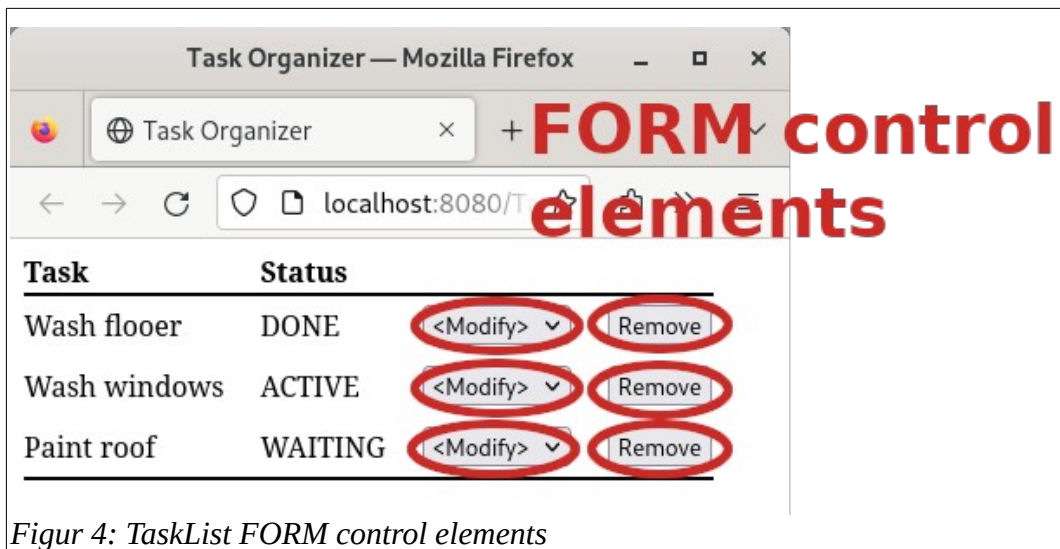 Task Organizer — Mozilla Firefox
Task Organizer
FORM control
elements
localhost:8080/T
Task Status
Wash flooer DONE <Modify> Remove
Wash windows ACTIVE <Modify> Remove
Paint roof WAITING <Modify> Remove
Figur 4: TaskList FORM control elements